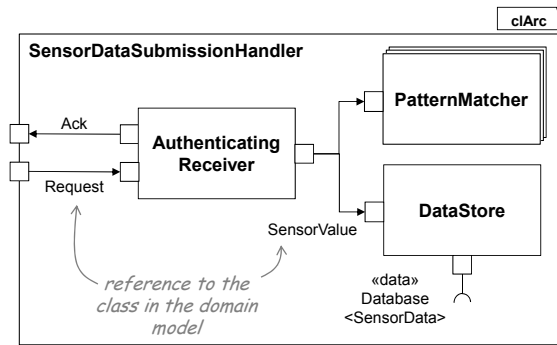 clArc
SensorDataSubmissionHandler
PatternMatcher
Ack
Authenticating
Receiver
Request
DataStore
SensorValue
reference to the
class in the domain
model
«data»
Database
<SensorData>